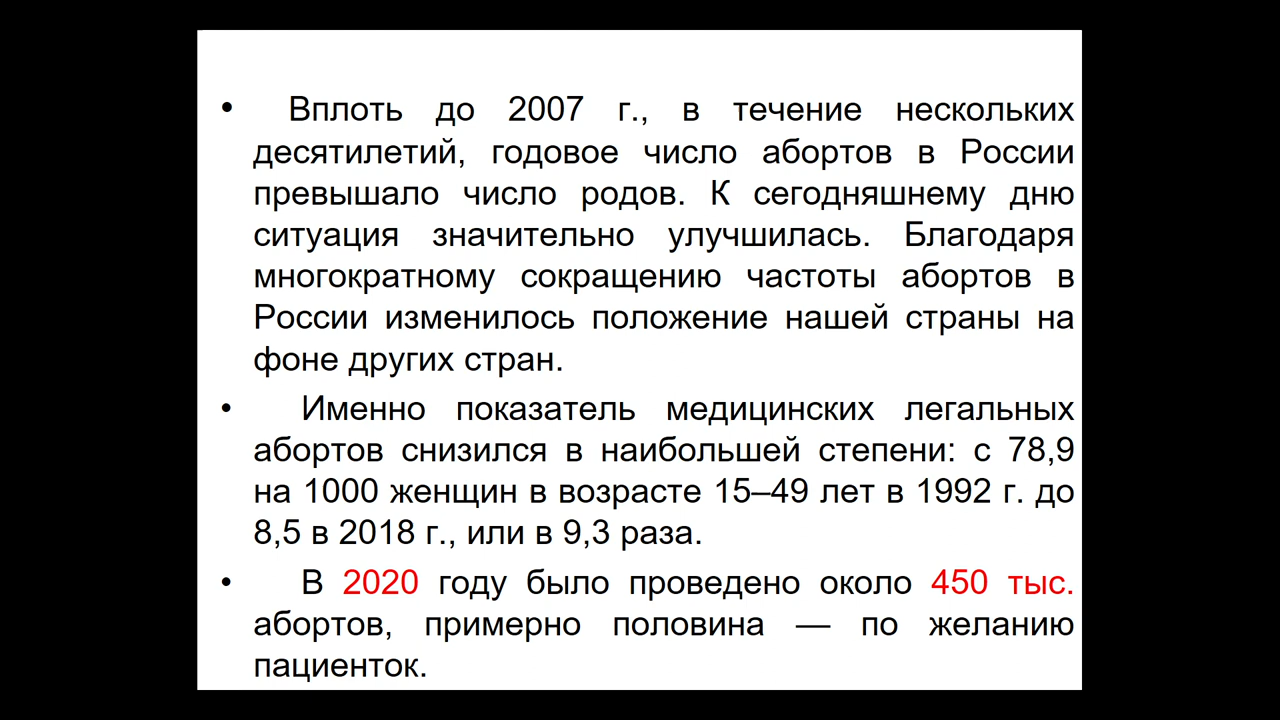 • Вплоть до 2007 г., в течение нескольких
десятилетий, годовое число абортов в России
превышало число родов. К сегодняшнему дню
ситуация значительно улучшилась. Благодаря
многократному сокращению частоты абортов в
России изменилось положение нашей страны на
фоне других стран.
• Именно показатель медицинских легальных
абортов снизился в наибольшей степени: с 78,9
на 1000 женщин в возрасте 15–49 лет в 1992 г. до
8,5 в 2018 г., или в 9,3 раза.
• В 2020 году было проведено около 450 тыс.
абортов, примерно половина — по желанию
пациенток.